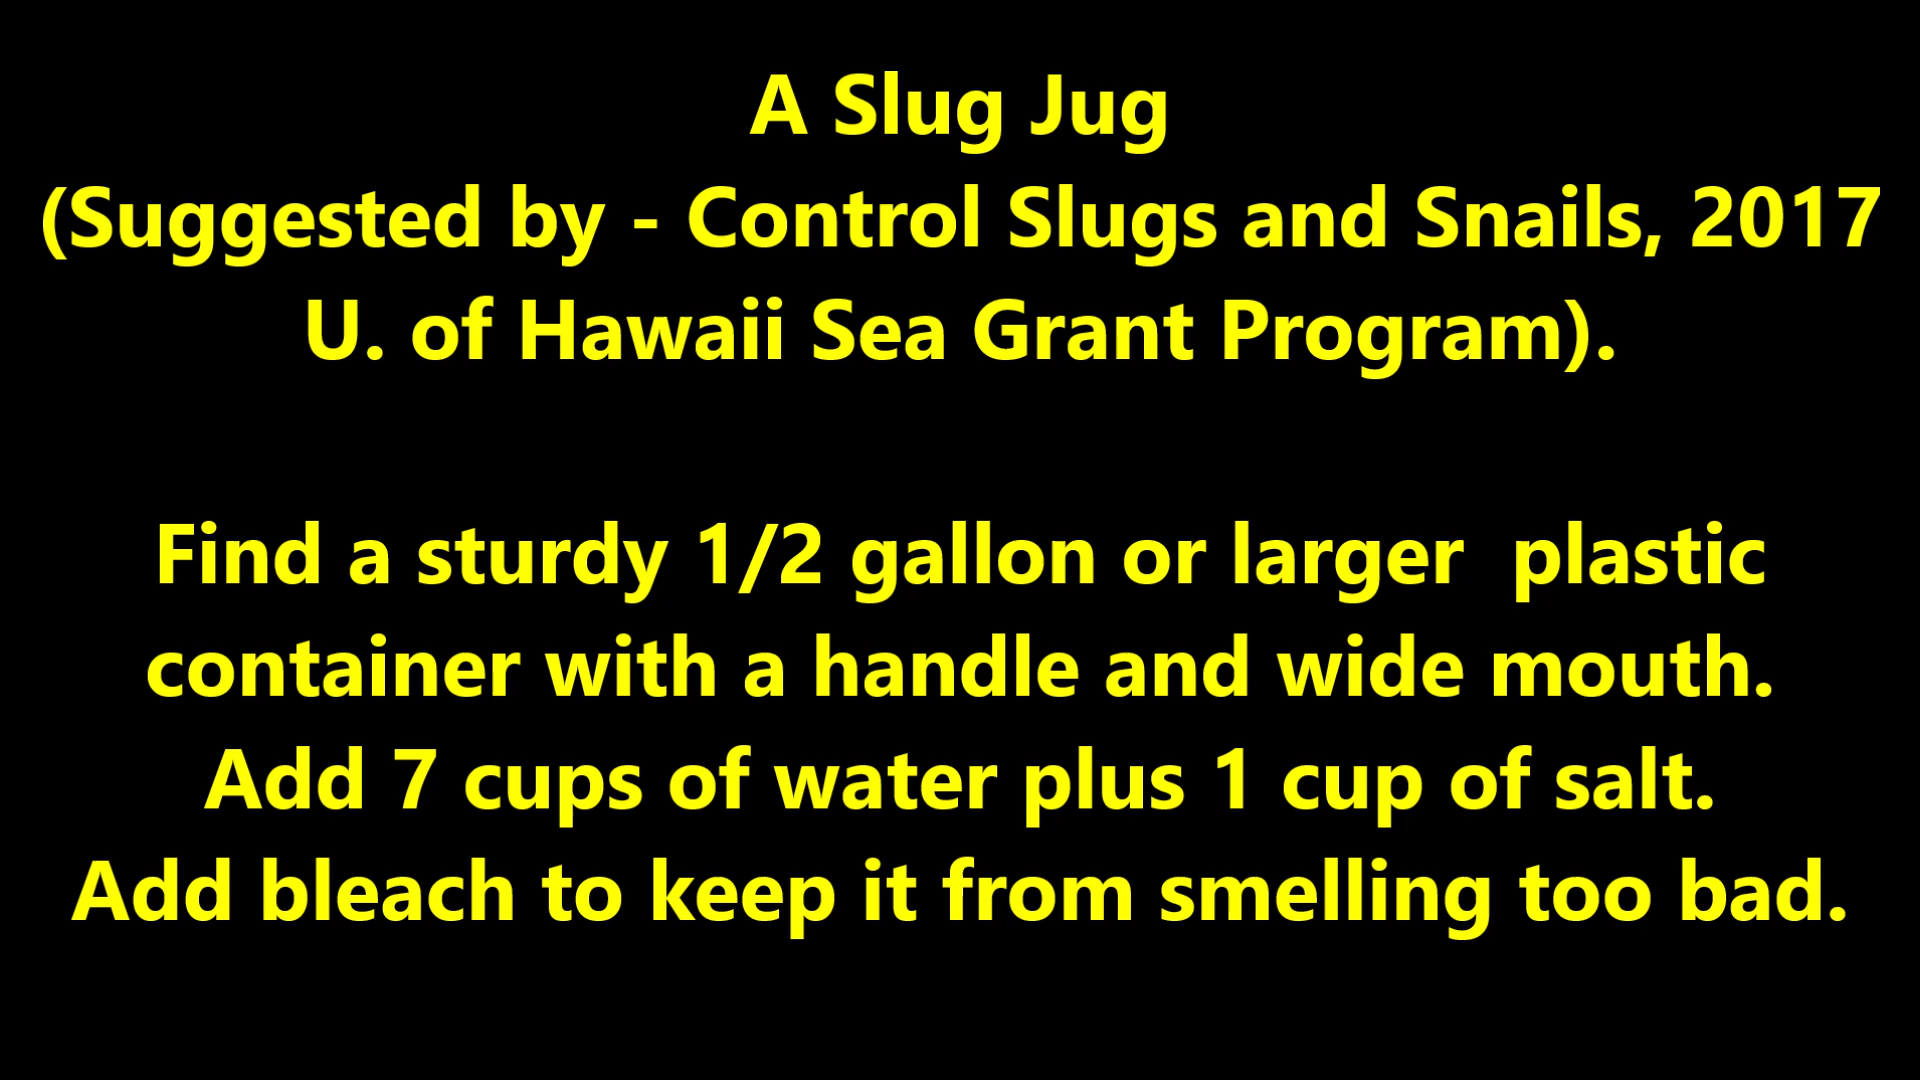 A Slug Jug
(Suggested by - Control Slugs and Snails, 2017
U. of Hawaii Sea Grant Program).
Find a sturdy 1/2 gallon or larger  plastic
container with a handle and wide mouth.
Add 7 cups of water plus 1 cup of salt.
Add bleach to keep it from smelling too bad.